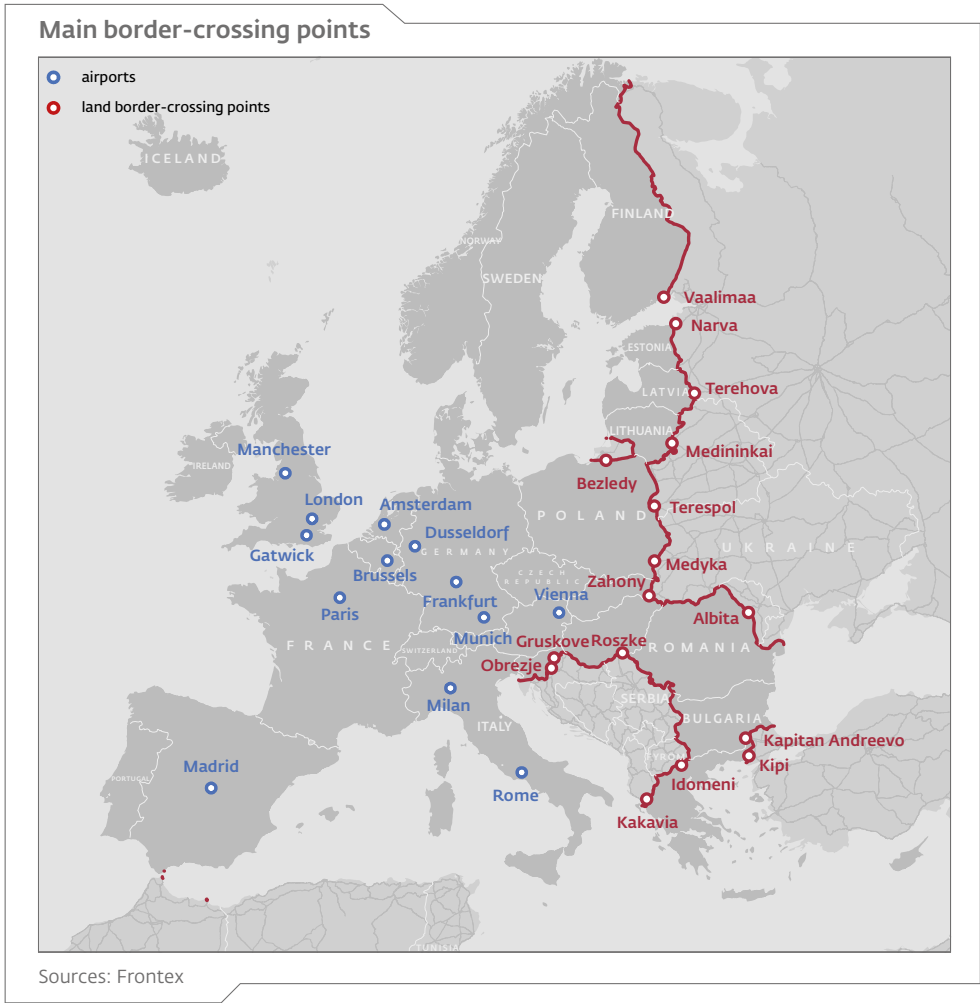 Main border-crossing points
airports
land border-crossing points
ICELAND
FINLAND
NORWAY
SWEDEN
Vaalimaa
Narva
ESTONIA
Terehova
LATVIA
LITHUANIA
Medininkai
Manchester
IRELAND
Bezledy
London
Amsterdam
Terespol
POLAND
Dusseldorf
Gatwick
GERMANY
UKRAINE
Brussels
Medyka
CZECH
REPUBLIC
Zahony
Frankfurt
Vienna
Paris
Albita
Munich
Gruskove
Roszke
FRANCE
SWITZERLAND
ROMANIA
Obrezje
SERBIA
Milan
BULGARIA
ITALY
Kapitan Andreevo
FYROM
Kipi
Madrid
PORTUGAL
Idomeni
Rome
Kakavia
TUNISIA
Sources: Frontex